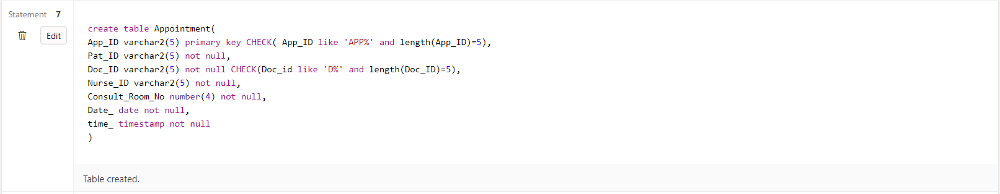 Statement 7
Edit
create table Appointment(
App_ID varchar2(5) primary key CHECK( App_ID like 'APP%' and length(App_ID)=5),
Pat_ID varchar2(5) not null,
Doc_ID varchar2(5) not null CHECK(Doc_id like 'D%' and length(Doc_ID)=5),
Nurse_ID varchar2(5) not null,
Consult_Room_No number(4) not null,
Date_ date not null,
time_ timestamp not null
)
Table created.